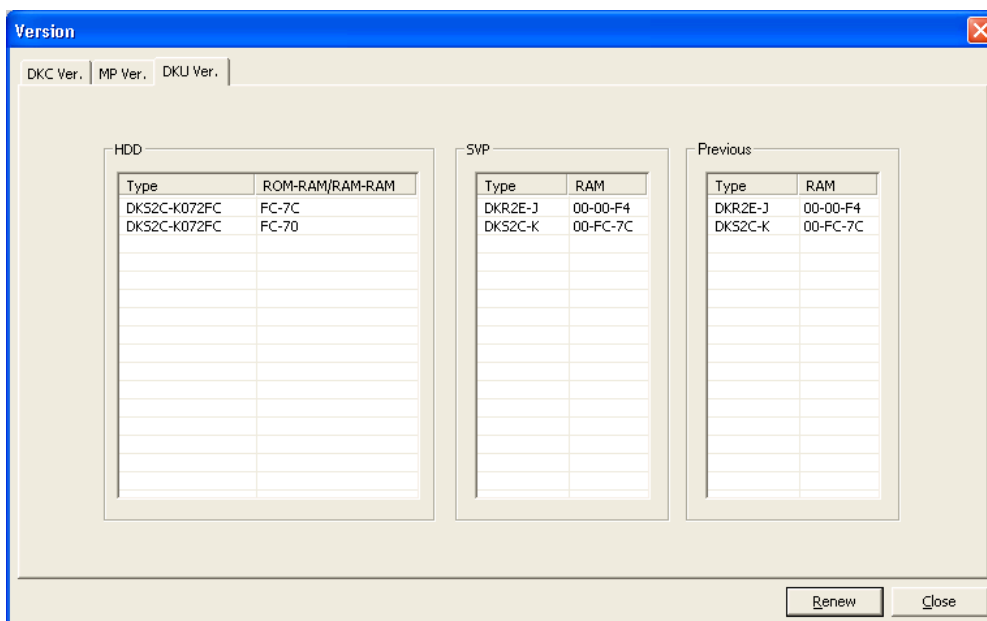 Version
DKC Ver. MP Ver. DKU Ver.
HDD
Type ROM-RAM/RAM-RAM
DKS2C-K072FC FC-7C
DKS2C-K072FC FC-70
SVP
Type RAM
DKR2E-J 00-00-F4
DKS2C-K 00-FC-7C
Previous
Type RAM
DKR2E-J 00-00-F4
DKS2C-K 00-FC-7C
Renew Close